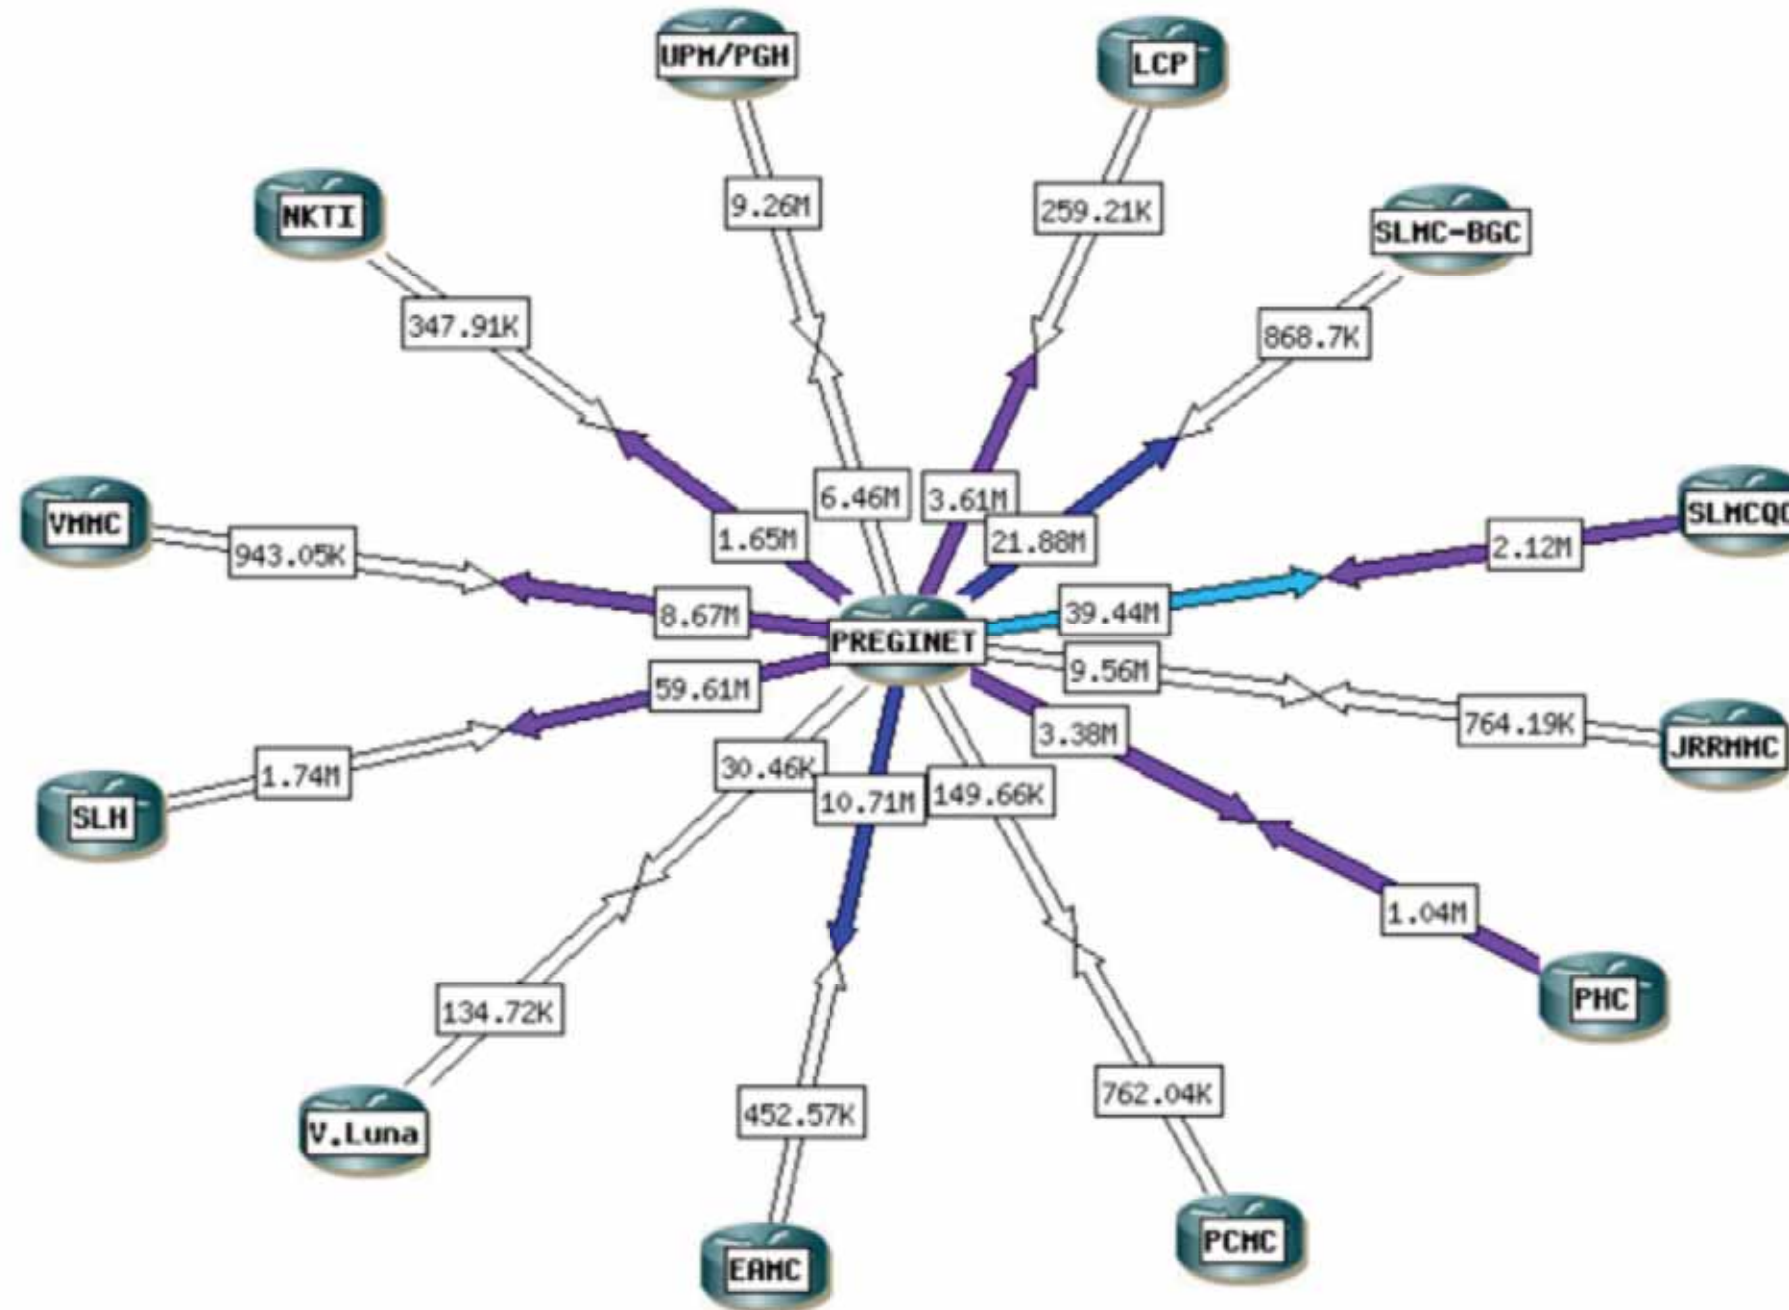 UPM/PGH
LCP
NKTI
9.26M
259.21K
SLMC-BGC
347.91K
868.7K
6.46M
3.61M
VMMC
943.05K
1.65M
21.88M
SLMCQC
2.12M
8.67M
39.44M
PREGINET
9.56M
59.61M
3.38M
764.19K
JRRMMC
1.74M
30.46K
10.71M
149.66K
SLH
1.04M
134.72K
PHC
V.Luna
452.57K
762.04K
EAMC
PCMC